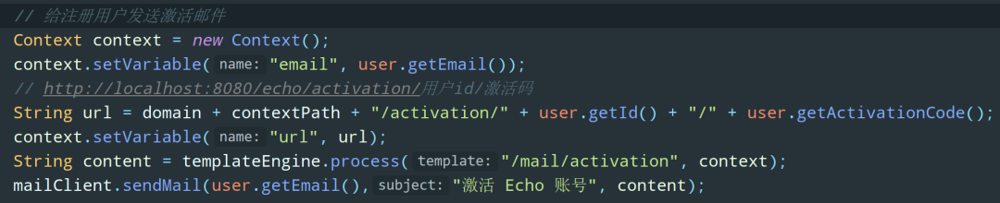 // 给注册用户发送激活邮件
Context context = new Context();
context.setVariable( name: "email", user.getEmail());
// http://localhost:8080/echo/activation/用户id/激活码
String url = domain + contextPath + "/activation/" + user.getId() + "/" + user.getActivationCode();
context.setVariable( name: "url", url);
String content = templateEngine.process( template: "/mail/activation", context);
mailClient.sendMail(user.getEmail(), subject: "激活 Echo 账号", content);